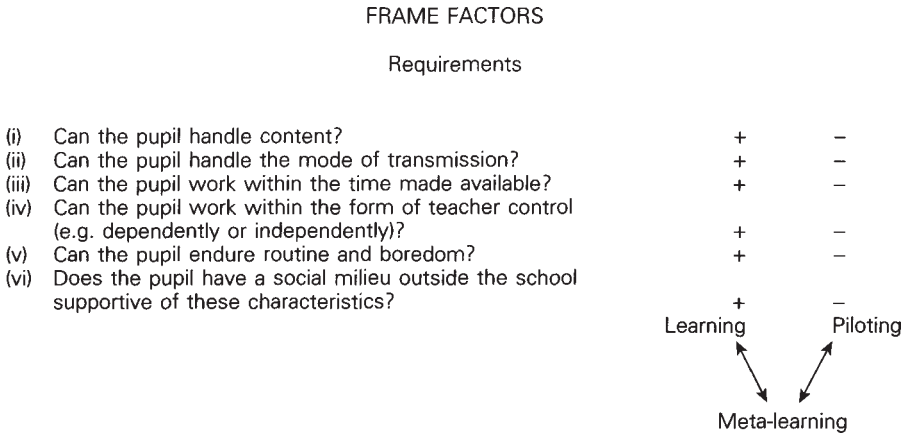 FRAME FACTORS
Requirements
(i) Can the pupil handle content? + –
(ii) Can the pupil handle the mode of transmission? + –
(iii) Can the pupil work within the time made available? + –
(iv) Can the pupil work within the form of teacher control
(e.g. dependently or independently)? + –
(v) Can the pupil endure routine and boredom? + –
(vi) Does the pupil have a social milieu outside the school
supportive of these characteristics? + –
Learning Piloting
Meta-learning